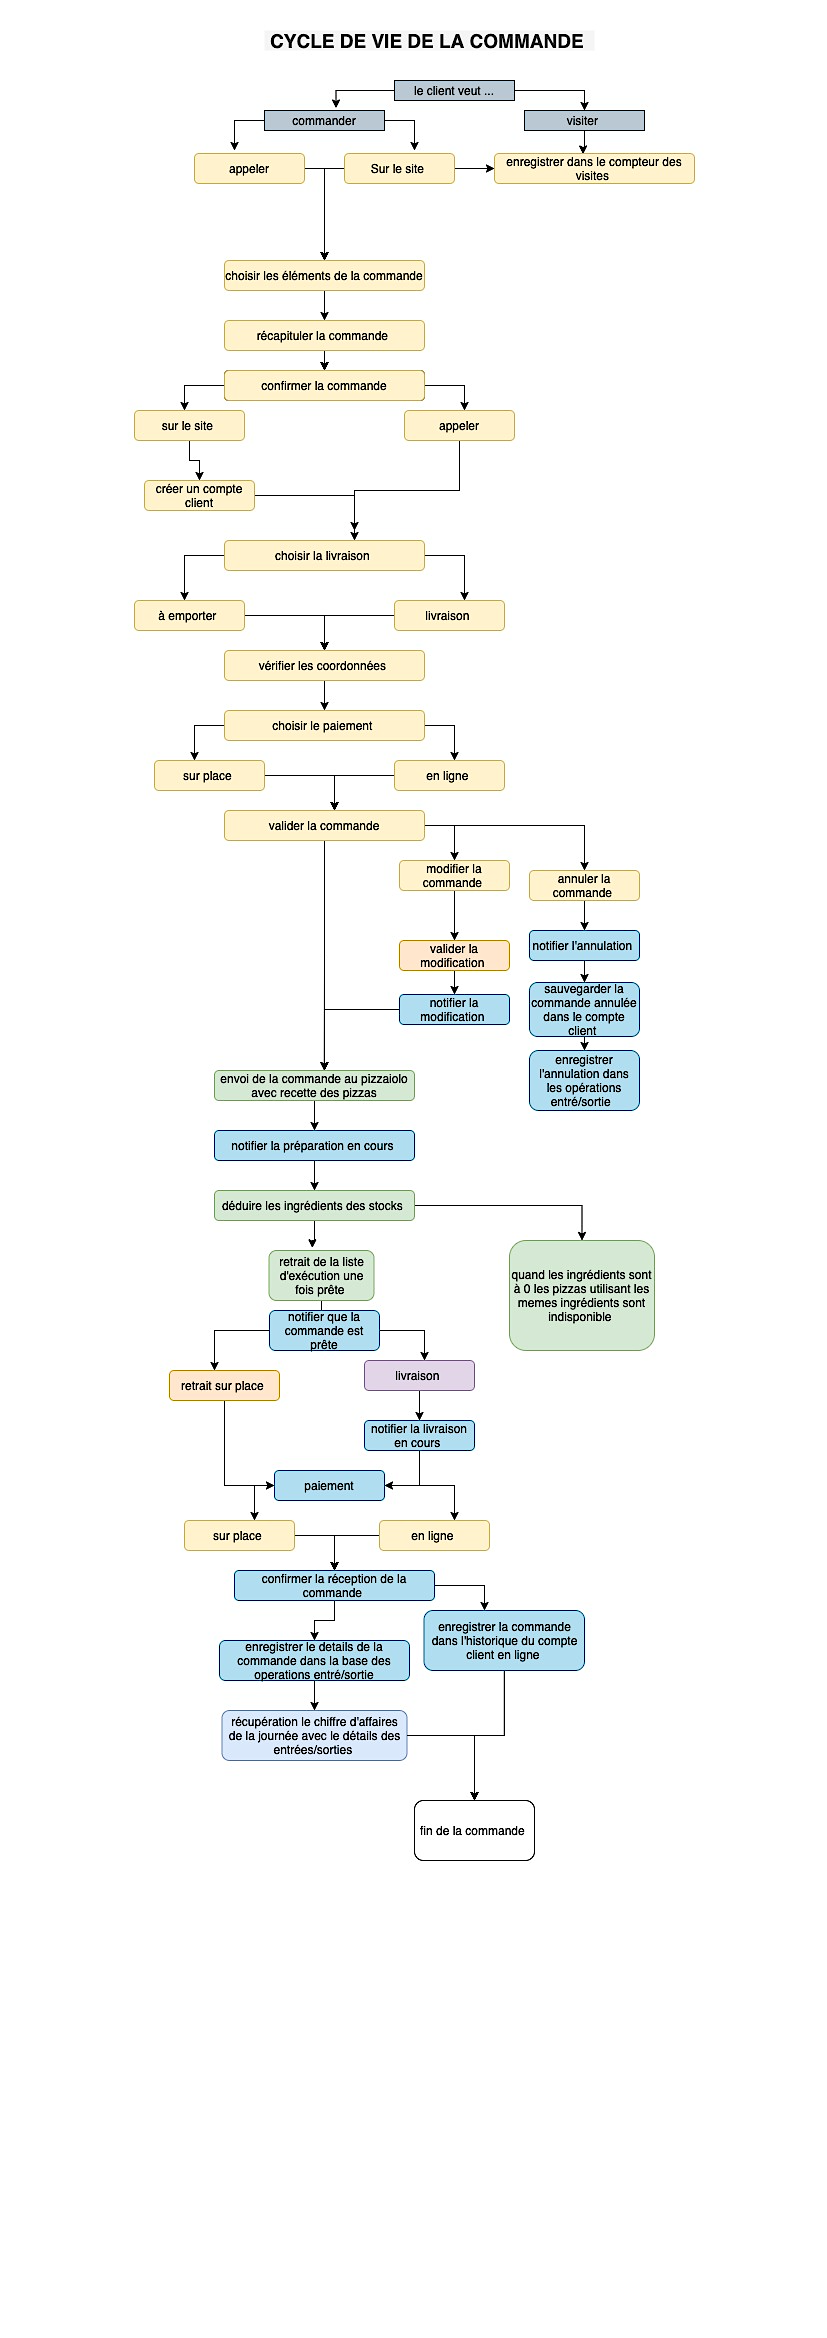 CYCLE DE VIE DE LA COMMANDE
le client veut ...
commander
visiter
appeler
Sur le site
enregistrer dans le compteur des
visites
choisir les éléments de la commande
récapituler la commande
confirmer la commande
sur le site
appeler
créer un compte
client
choisir la livraison
à emporter
livraison
vérifier les coordonnées
choisir le paiement
sur place
en ligne
valider la commande
modifier la
commande
annuler la
commande
valider la
modification
notifier l'annulation
notifier la
modification
sauvegarder la
commande annulée
dans le compte
client
enregistrer
l'annulation dans
les opérations
entré/sortie
envoi de la commande au pizzaiolo
avec recette des pizzas
notifier la préparation en cours
déduire les ingrédients des stocks
retrait de la liste
d'exécution une
fois prête
quand les ingrédients sont
à 0 les pizzas utilisant les
memes ingrédients sont
indisponible
notifier que la
commande est
prête
retrait sur place
livraison
notifier la livraison
en cours
paiement
sur place
en ligne
confirmer la réception de la
commande
enregistrer la commande
dans l'historique du compte
client en ligne
enregistrer le details de la
commande dans la base des
operations entré/sortie
récupération le chiffre d'affaires
de la journée avec le détails des
entrées/sorties
fin de la commande